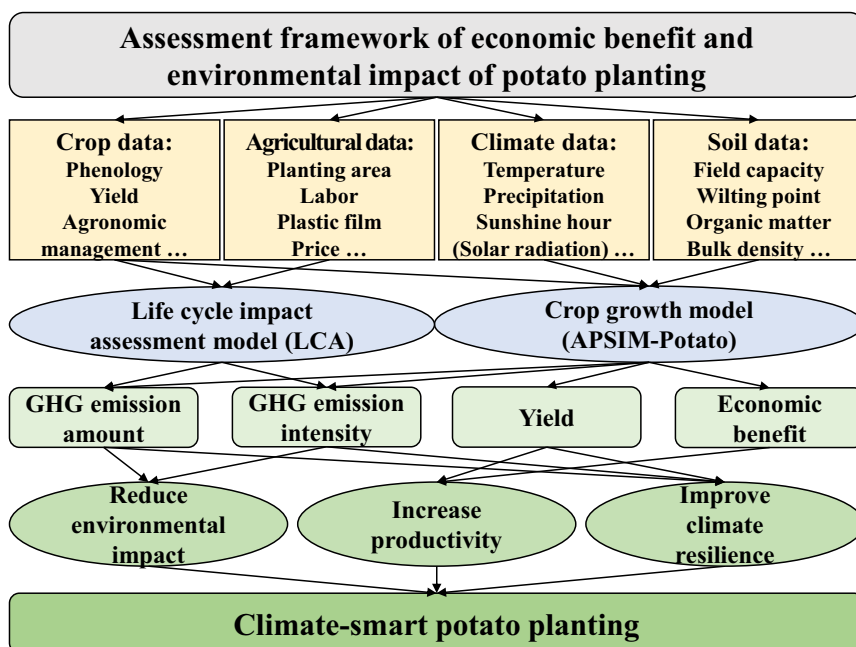 Assessment framework of economic benefit and
environmental impact of potato planting
Crop data:
Phenology
Yield
Agronomic
management …
Agricultural data:
Planting area
Labor
Plastic film
Price …
Climate data:
Temperature
Precipitation
Sunshine hour
(Solar radiation) …
Soil data:
Field capacity
Wilting point
Organic matter
Bulk density …
Life cycle impact
assessment model (LCA)
Crop growth model
(APSIM-Potato)
GHG emission
amount
GHG emission
intensity
Yield
Economic
benefit
Reduce
environmental
impact
Increase
productivity
Improve
climate
resilience
Climate-smart potato planting